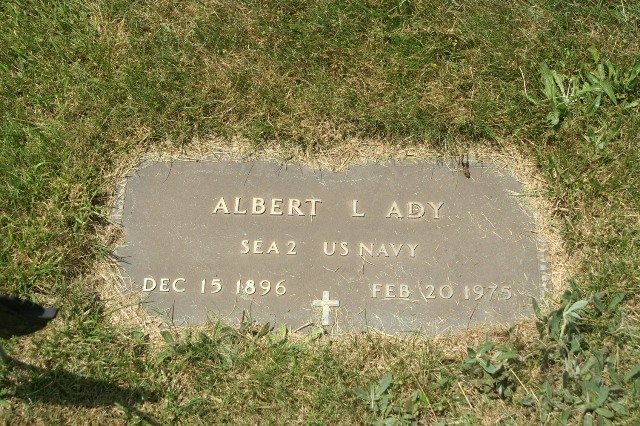 ALBERT L ADY
SEA2 US NAVY
DEC 15 1896 FEB 20 1975